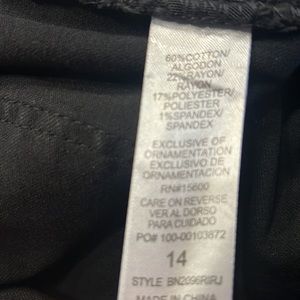 60%COTTON/
ALGODON
22%RAYON/
RAYON
17%POLYESTER/
POLIESTER
1%SPANDEX/
SPANDEX
EXCLUSIVE OF
ORNAMENTATION
EXCLUSIVO DE
ORNAMENTACION
RN#15600
CARE ON REVERSE
VER AL DORSO
PARA CUIDADO
PO# 100-00103872
14
STYLE BN2096RIRJ
MADE IN CHINA